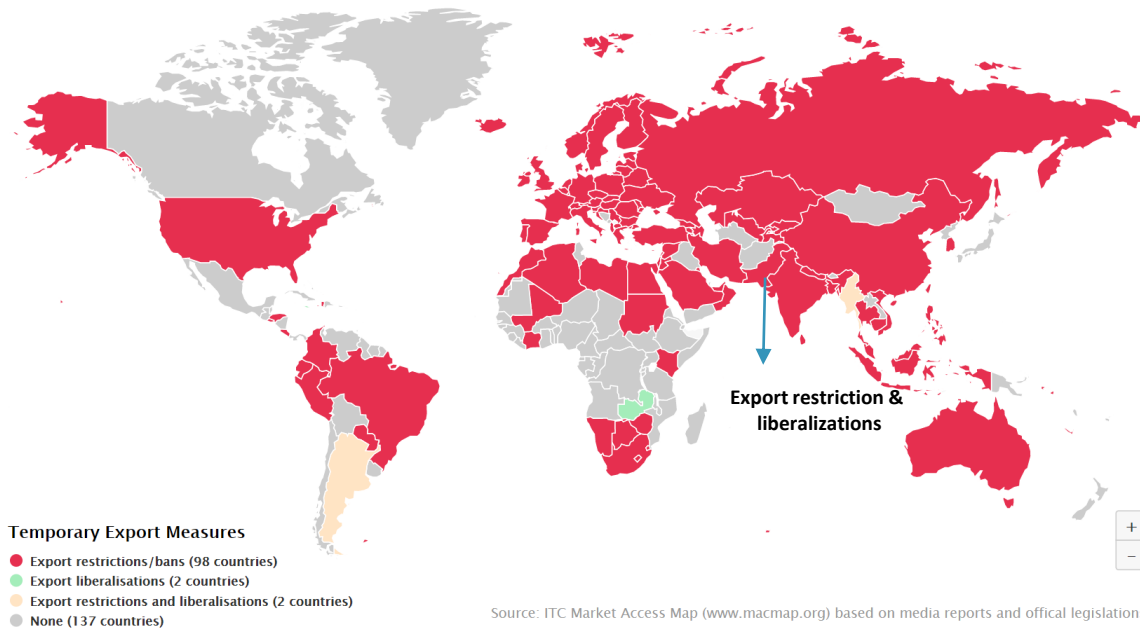 Export restriction &
liberalizations
Temporary Export Measures
Export restrictions/bans (98 countries)
Export liberalisations (2 countries)
Export restrictions and liberalisations (2 countries)
None (137 countries)
+
−
Source: ITC Market Access Map (www.macmap.org) based on media reports and offical legislation